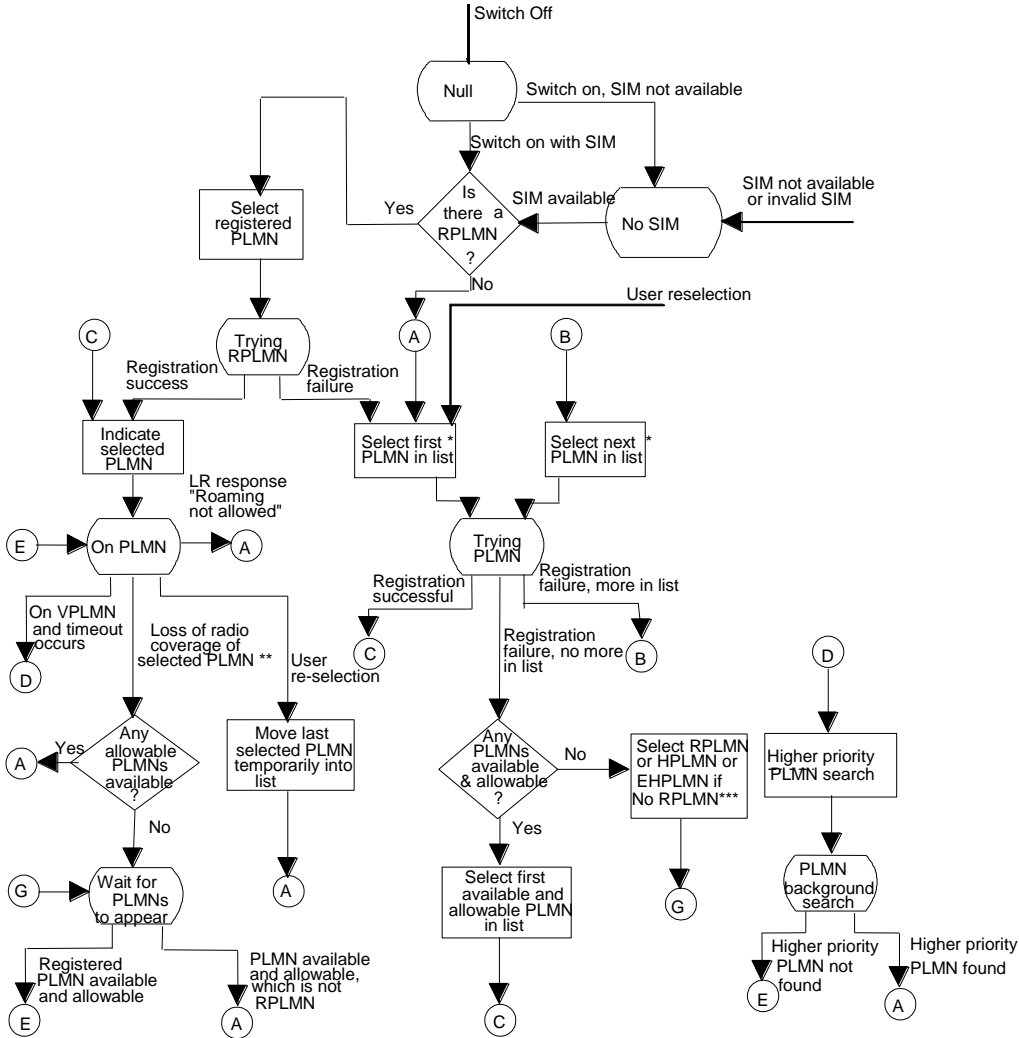 Switch Off
Null
Switch on, SIM not available
Switch on with SIM
Is
there a
RPLMN
?
Yes
No
SIM available
No SIM
SIM not available
or invalid SIM
Select
registered
PLMN
User reselection
C
Trying
RPLMN
A
B
Registration
success
Registration
failure
Indicate
selected
PLMN
Select first *
PLMN in list
Select next *
PLMN in list
LR response
"Roaming
not allowed"
E
On PLMN
A
Trying
PLMN
Registration
successful
Registration
failure, more in list
On VPLMN
and timeout
occurs
D
Loss of radio
coverage of
selected PLMN **
User
re-selection
C
Registration
failure, no more
in list
B
D
A
Yes
Any
allowable
PLMNs
available
?
No
Move last
selected PLMN
temporarily into
list
Any
PLMNs
available
& allowable
?
No
Yes
Select RPLMN
or HPLMN or
EHPLMN if
No RPLMN***
Higher priority
PLMN search
G
Wait for
PLMNs
to appear
A
Select first
available and
allowable PLMN
in list
G
PLMN
background
search
Registered
PLMN available
and allowable
PLMN available
and allowable,
which is not
RPLMN
Higher priority
PLMN not
found
Higher priority
PLMN found
E
A
C
E
A